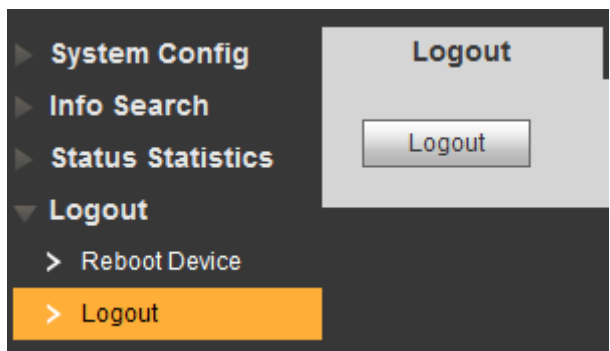 System Config
Info Search
Status Statistics
Logout
Reboot Device
Logout
Logout
Logout